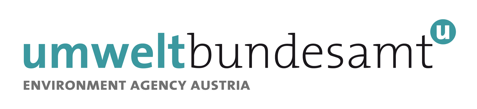 umweltbundesamt u
ENVIRONMENT AGENCY AUSTRIA